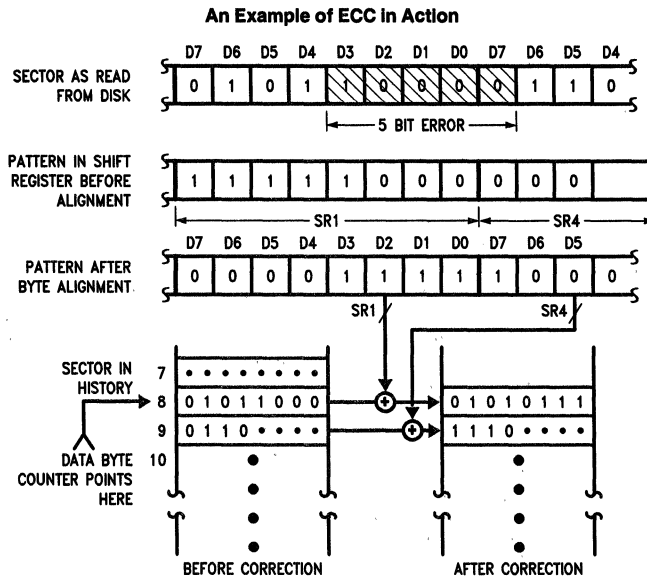 An Example of ECC in Action
D7 D6 D5 D4 D3 D2 D1 D0 D7 D6 D5 D4
SECTOR AS READ
FROM DISK
0 1 0 1 1 0 0 0 0 1 1 0
5 BIT ERROR
PATTERN IN SHIFT
REGISTER BEFORE
ALIGNMENT
1 1 1 1 1 0 0 0 0 0 0
SR1 SR4
D7 D6 D5 D4 D3 D2 D1 D0 D7 D6 D5
PATTERN AFTER
BYTE ALIGNMENT
0 0 0 0 1 1 1 1 1 0 0 0
SR1 SR4
SECTOR IN
HISTORY
7 • • • • • • • •
8 0 1 0 1 1 0 0 0 + 0 1 0 1 0 1 1 1
9 0 1 1 0 • • • • + 1 1 1 0 • • • •
10
DATA BYTE
COUNTER POINTS
HERE
BEFORE CORRECTION AFTER CORRECTION